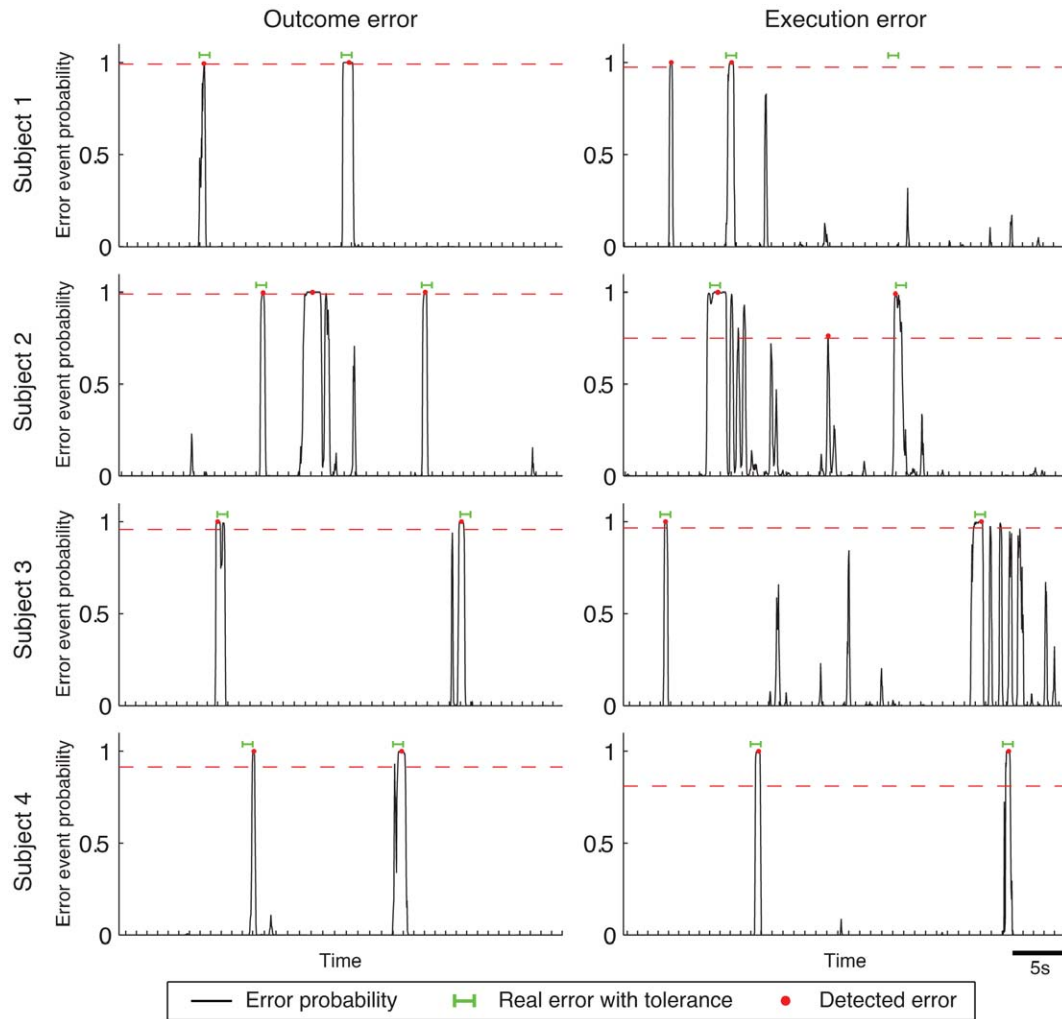 Outcome error
Execution error
Subject 1
Error event probability
1
0.5
0
1
0.5
0
Subject 2
Error event probability
1
0.5
0
1
0.5
0
Subject 3
Error event probability
1
0.5
0
1
0.5
0
Subject 4
Error event probability
1
0.5
0
1
0.5
0
Time
Time
5s
Error probability
Real error with tolerance
Detected error